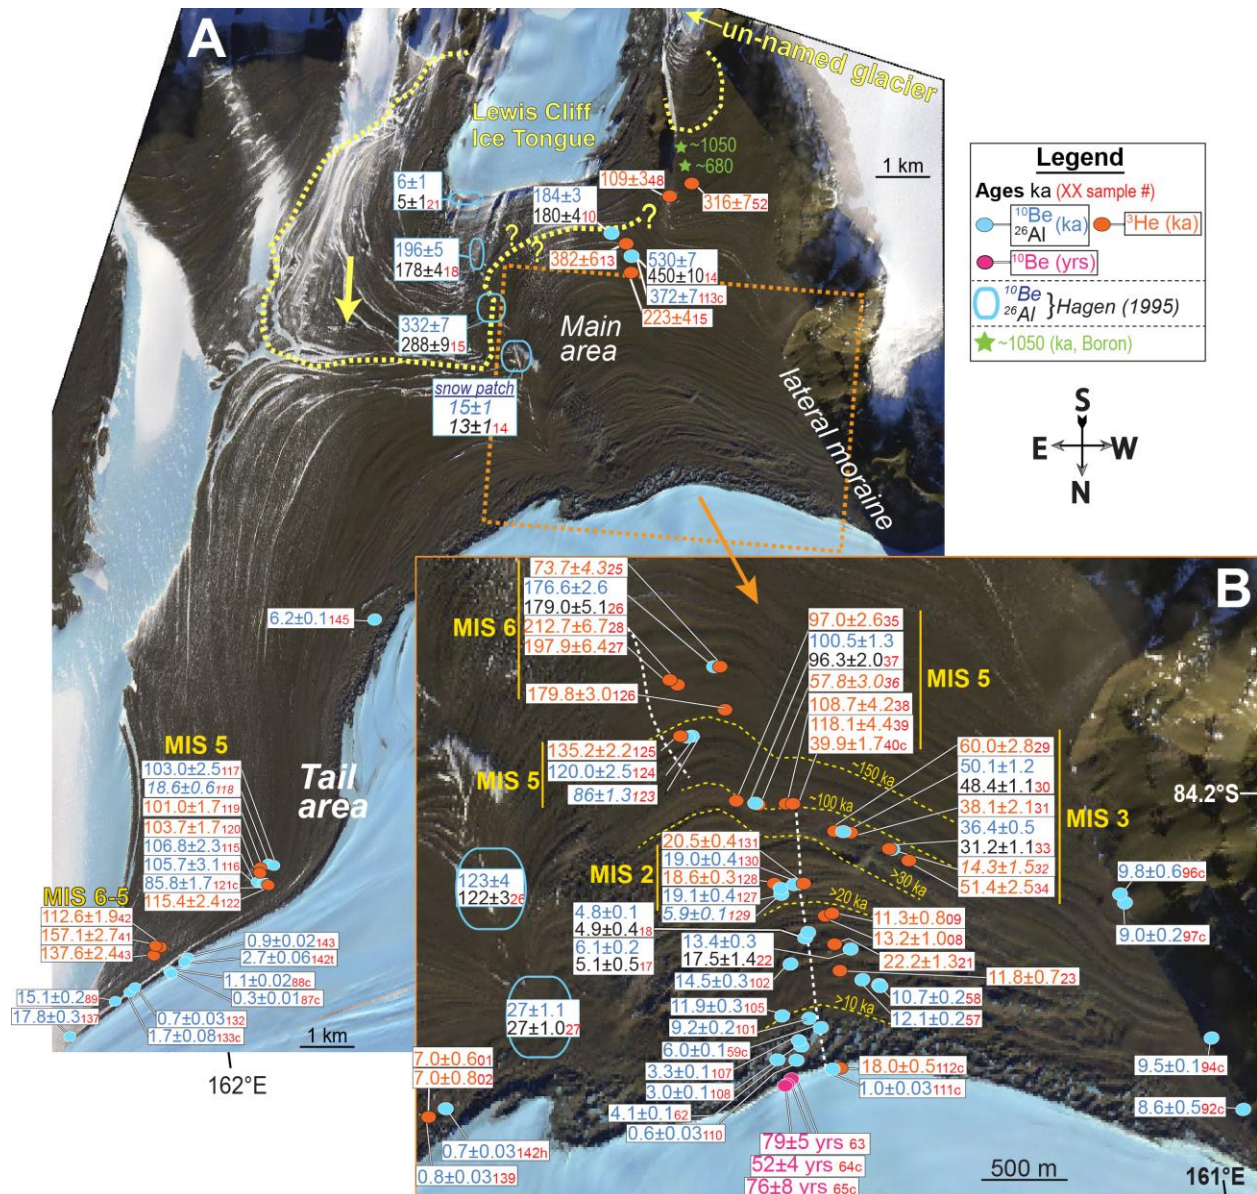 A
un-named glacier
Lewis Cliff
Ice Tongue
~1050
~680
1 km
6±1
5±1 21
184±3
180±4 10
109±3 48
316±7 52
196±5
178±4 18
?
?
?
382±6 13
530±7
450±10 14
372±7 113c
223±4 15
332±7
288±9 15
Main
area
lateral moraine
snow patch
15±1
13±1 14
Legend
Ages ka (XX sample #)
¹⁰Be (ka)
²⁶Al
³He (ka)
¹⁰Be (yrs)
¹⁰Be
²⁶Al } Hagen (1995)
~1050 (ka, Boron)
S
E W
N
6.2±0.1 145
MIS 5
103.0±2.5 117
18.6±0.6 118
101.0±1.7 119
103.7±1.7 120
106.8±2.3 115
105.7±3.1 116
85.8±1.7 121c
115.4±2.4 122
Tail
area
MIS 6-5
112.6±1.9 42
157.1±2.7 41
137.6±2.4 43
0.9±0.02 143
2.7±0.06 142t
1.1±0.02 88c
0.3±0.01 87c
15.1±0.2 89
17.8±0.3 137
0.7±0.03 132
1.7±0.08 133c
1 km
162°E
B
MIS 6
73.7±4.3 25
176.6±2.6
179.0±5.1 26
212.7±6.7 28
197.9±6.4 27
179.8±3.0 126
MIS 5
135.2±2.2 125
120.0±2.5 124
86±1.3 123
97.0±2.6 35
100.5±1.3
96.3±2.0 37
57.8±3.0 36
108.7±4.2 38
118.1±4.4 39
39.9±1.7 40c
MIS 5
~150 ka
~100 ka
>30 ka
>20 ka
>10 ka
60.0±2.8 29
50.1±1.2
48.4±1.1 30
38.1±2.1 31
36.4±0.5
31.2±1.1 33
14.3±1.5 32
51.4±2.5 34
MIS 3
84.2°S
MIS 2
20.5±0.4 131
19.0±0.4 130
18.6±0.3 128
19.1±0.4 127
5.9±0.1 129
123±4
122±3 26
4.8±0.1
4.9±0.4 18
6.1±0.2
5.1±0.5 17
13.4±0.3
17.5±1.4 22
14.5±0.3 102
11.3±0.8 09
13.2±1.0 08
22.2±1.3 21
11.8±0.7 23
10.7±0.2 58
12.1±0.2 57
9.8±0.6 96c
9.0±0.2 97c
27±1.1
27±1.0 27
11.9±0.3 105
9.2±0.2 101
6.0±0.1 59c
3.3±0.1 107
3.0±0.1 108
4.1±0.1 62
0.6±0.03 110
18.0±0.5 112c
1.0±0.03 111c
9.5±0.1 94c
8.6±0.5 92c
7.0±0.6 01
7.0±0.8 02
0.7±0.03 142h
0.8±0.03 139
79±5 yrs 63
52±4 yrs 64c
76±8 yrs 65c
500 m
161°E